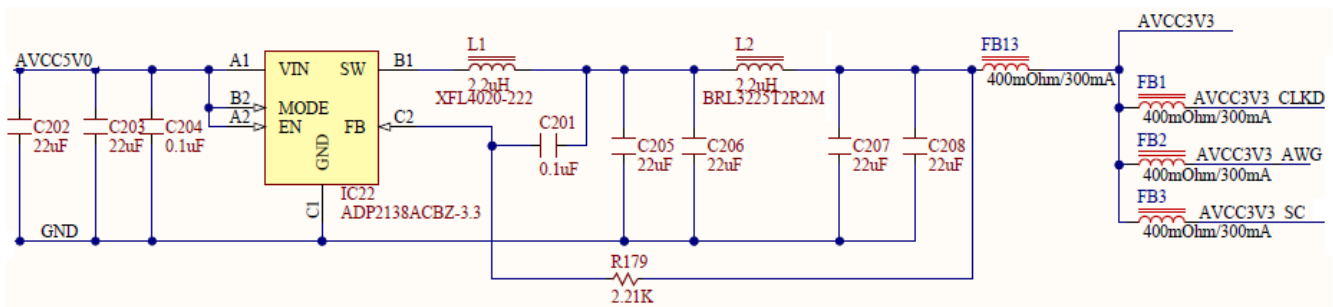 AVCC3V3
AVCC5V0
A1
VIN
SW
B1
L1
2.2uH
XFL4020-222
L2
2.2uH
BRL3225T2R2M
FB13
400mOhm/300mA
FB1
AVCC3V3_CLKD
400mOhm/300mA
B2
MODE
A2
EN
FB
C2
GND
C202
22uF
C203
22uF
C204
0.1uF
C201
0.1uF
C205
22uF
C206
22uF
C207
22uF
C208
22uF
FB2
AVCC3V3_AWG
400mOhm/300mA
C1
IC22
ADP2138ACBZ-3.3
FB3
AVCC3V3_SC
400mOhm/300mA
GND
R179
2.21K